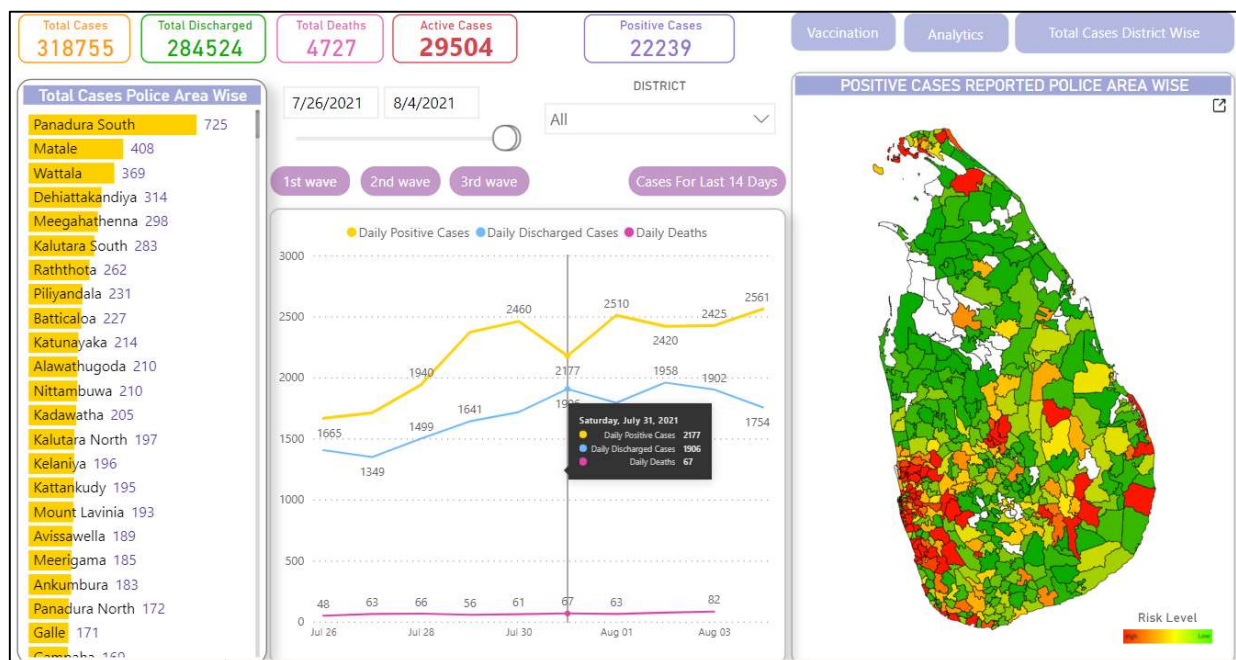 Total Cases
318755
Total Discharged
284524
Total Deaths
4727
Active Cases
29504
Positive Cases
22239
Vaccination
Analytics
Total Cases District Wise
Total Cases Police Area Wise
Panadura South 725
Matale 408
Wattala 369
Dehiattakandiya 314
Meegahathenna 298
Kalutara South 283
Raththota 262
Piliyandala 231
Batticaloa 227
Katunayaka 214
Alawathugoda 210
Nittambuwa 210
Kadawatha 205
Kalutara North 197
Kelaniya 196
Kattankudy 195
Mount Lavinia 193
Avissawella 189
Meerigama 185
Ankumbura 183
Panadura North 172
Galle 171
Gampaha 169
7/26/2021 8/4/2021
DISTRICT
All
1st wave 2nd wave 3rd wave Cases For Last 14 Days
Daily Positive Cases Daily Discharged Cases Daily Deaths
3000
2500
2000
1500
1000
500
0
1665
1940
2460
2177
2510
2420
2425
2561
1349
1499
1641
1906
1958
1902
1754
Saturday, July 31, 2021
Daily Positive Cases 2177
Daily Discharged Cases 1906
Daily Deaths 67
48 63 66 56 61 67 63 82
Jul 26 Jul 28 Jul 30 Aug 01 Aug 03
POSITIVE CASES REPORTED POLICE AREA WISE
Risk Level
High Low